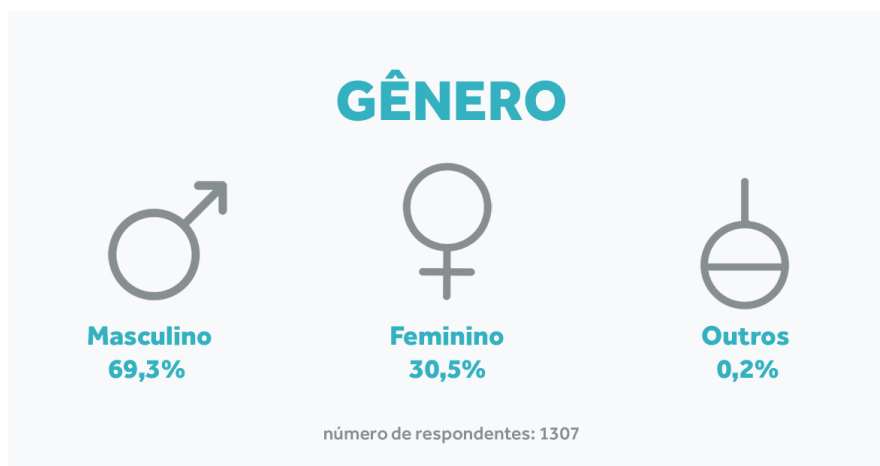 GÊNERO
Masculino
69,3%
Feminino
30,5%
Outros
0,2%
número de respondentes: 1307